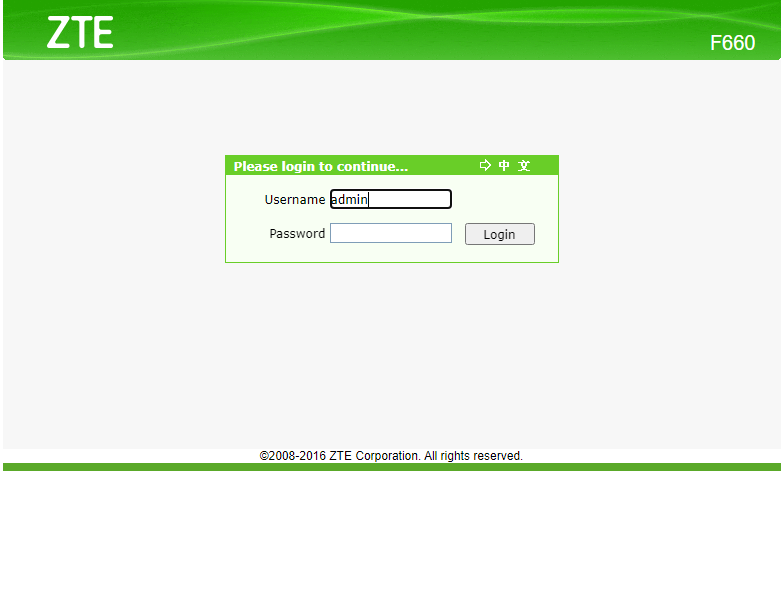 ZTE
F660
Please login to continue... ⇨ 中 文
Username admin
Password Login
©2008-2016 ZTE Corporation. All rights reserved.